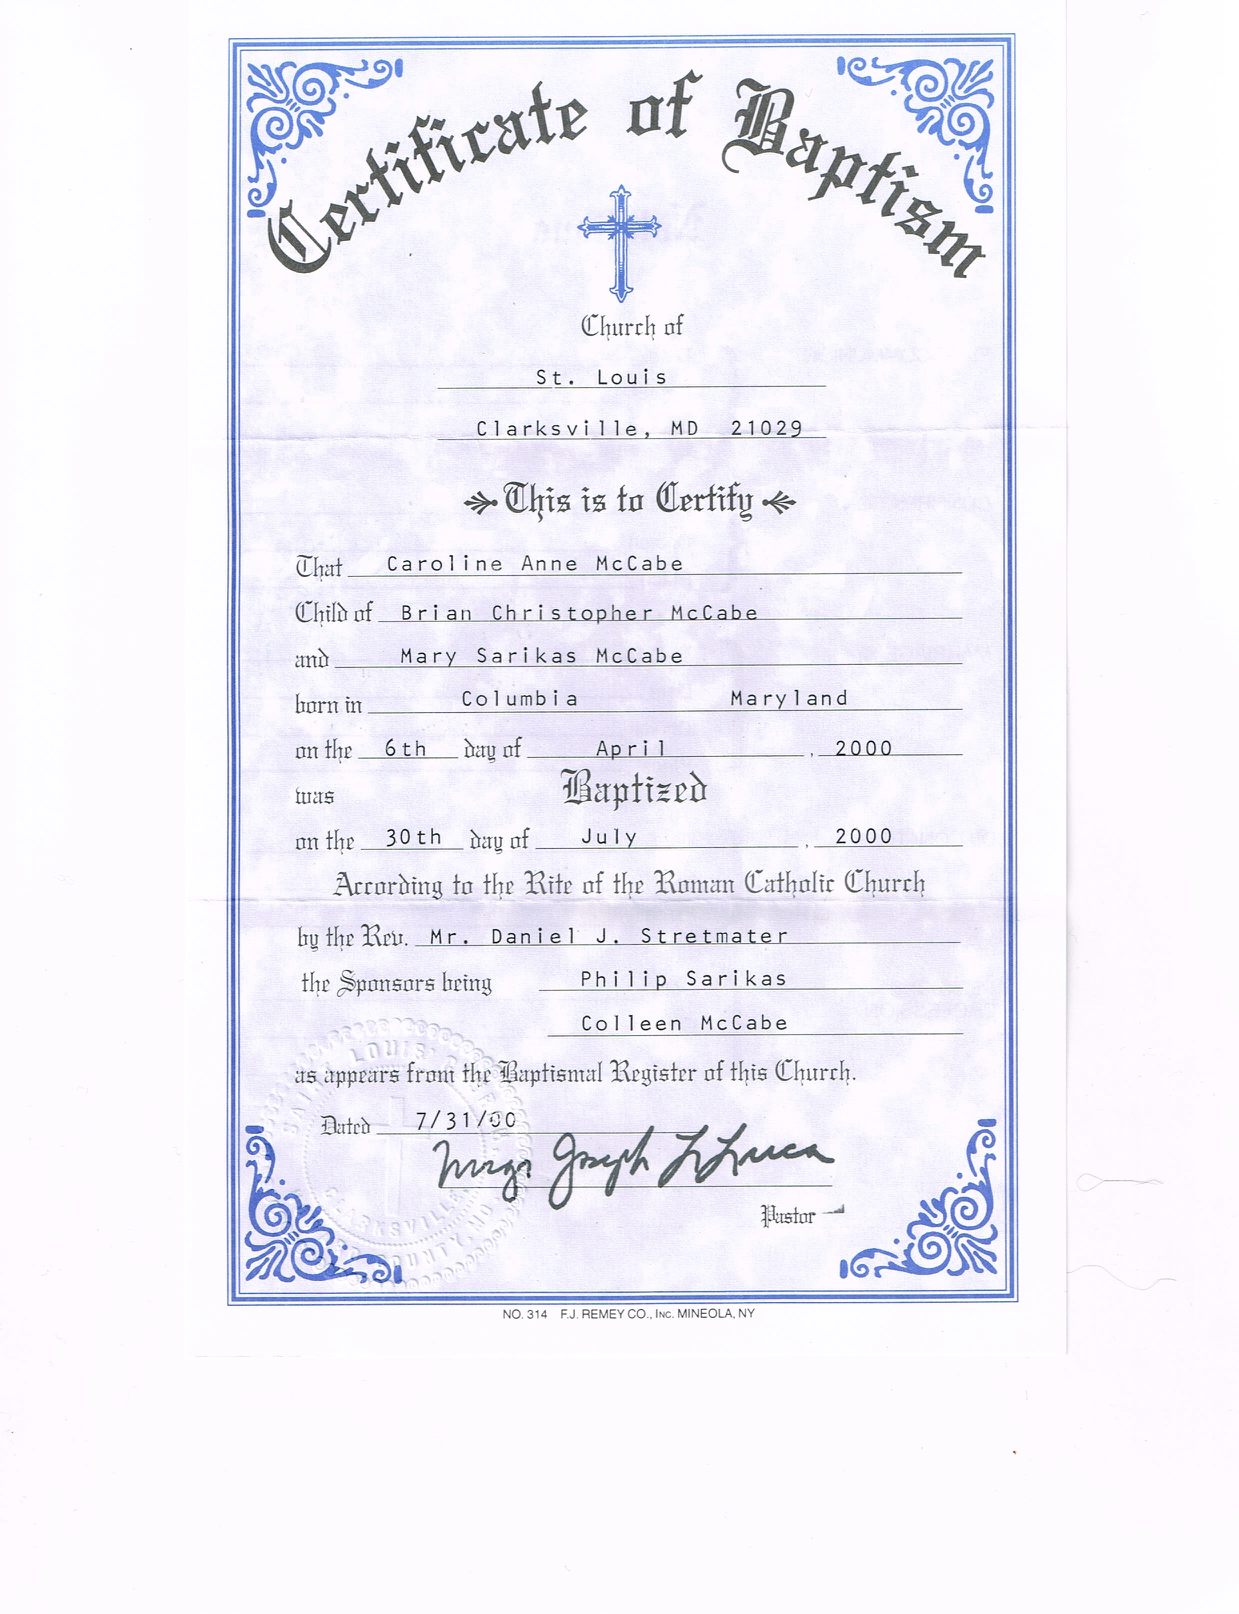 Certificate of Baptism
Church of
St. Louis
Clarksville, MD 21029
This is to Certify
That Caroline Anne McCabe
Child of Brian Christopher McCabe
and Mary Sarikas McCabe
born in Columbia Maryland
on the 6th day of April , 2000
was Baptized
on the 30th day of July , 2000
According to the Rite of the Roman Catholic Church
by the Rev. Mr. Daniel J. Stretmater
the Sponsors being Philip Sarikas
Colleen McCabe
as appears from the Baptismal Register of this Church.
Dated 7/31/00
Msgr Joseph L Luca
Pastor
SAINT LOUIS CHURCH
CLARKSVILLE
COUNTY, MD
NO. 314 F.J. REMEY CO., INC. MINEOLA, NY